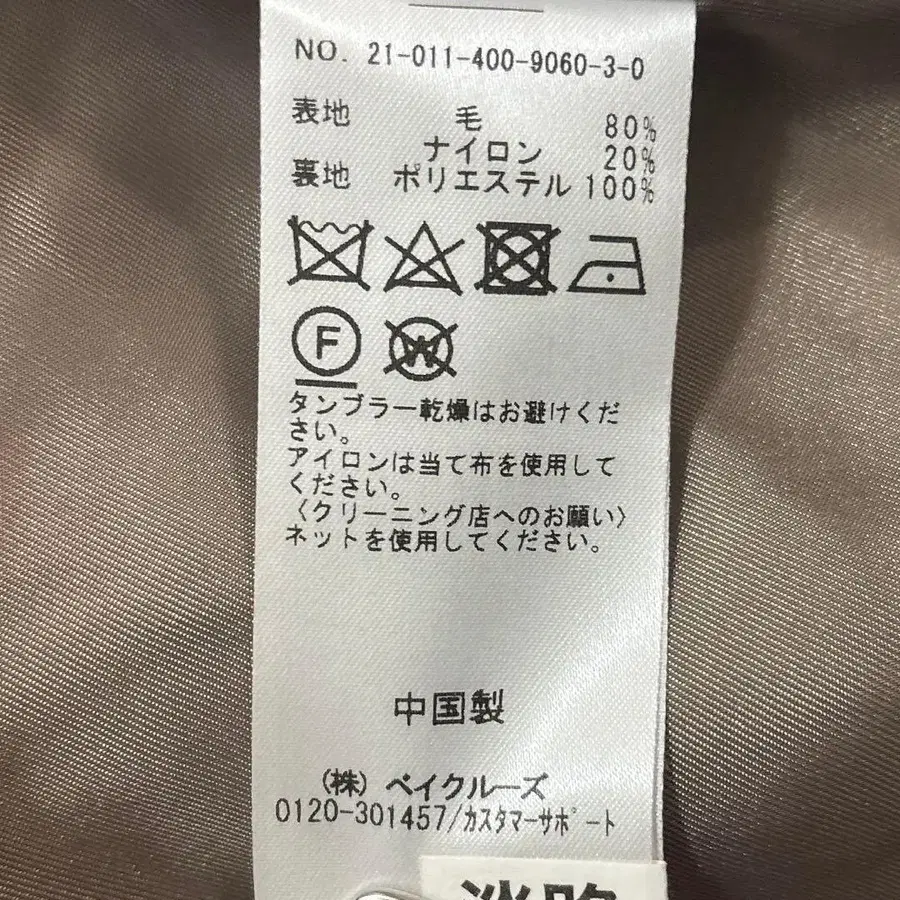 NO. 21-011-400-9060-3-0
表地 毛 80%
ナイロン 20%
裏地 ポリエステル 100%
F W
タンブラー乾燥はお避けくだ
さい。
アイロンは当て布を使用して
ください。
〈クリーニング店へのお願い〉
ネットを使用してください。
中国製
(株) ベイクルーズ
0120-301457/カスタマーサポート